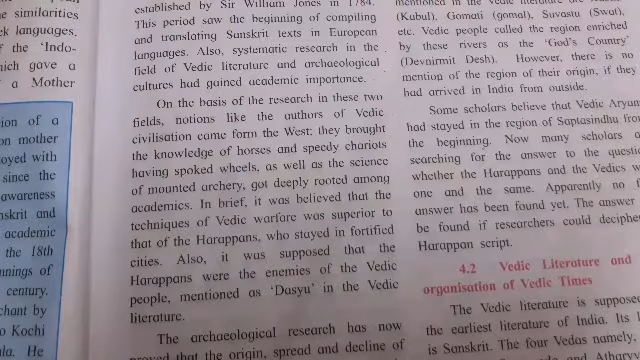 e similarities
ek languages.
f the 'Indo-
hich gave a
a Mother
ion of a
on mother
oyed with
since the
awareness
nskrit and
academic
the 18th
nnings of
century.
chant by
o Kochi
ala. He
established by Sir William Jones in 1784.
This period saw the beginning of compiling
and translating Sanskrit texts in European
languages. Also, systematic research in the
field of Vedic literature and archaeological
cultures had gained academic importance.
On the basis of the research in these two
fields, notions like the authors of Vedic
civilisation came form the West; they brought
the knowledge of horses and speedy chariots
having spoked wheels, as well as the science
of mounted archery, got deeply rooted among
academics. In brief, it was believed that the
techniques of Vedic warfare was superior to
that of the Harappans, who stayed in fortified
cities. Also, it was supposed that the
Harappans were the enemies of the Vedic
people, mentioned as 'Dasyu' in the Vedic
literature.
The archaeological research has now
proved that the origin, spread and decline of
mentioned in the Vedic literature are
(Kubul), Gomati (gomal), Suvastu (Swat),
etc. Vedic people called the region enriched
by these rivers as the 'God's Country'
(Devnirmit Desh). However, there is no
mention of the region of their origin, if they
had arrived in India from outside.
Some scholars believe that Vedic Aryan
had stayed in the region of Saptasindhu fro
the beginning. Now many scholars
searching for the answer to the questi
whether the Harappans and the Vedics w
one and the same. Apparently no f
answer has been found yet. The answer
be found if researchers could decipher
Harappan script.
4.2 Vedic Literature and
organisation of Vedic Times
The Vedic literature is suppose
the earliest literature of India. Its l
is Sanskrit. The four Vedas namely,